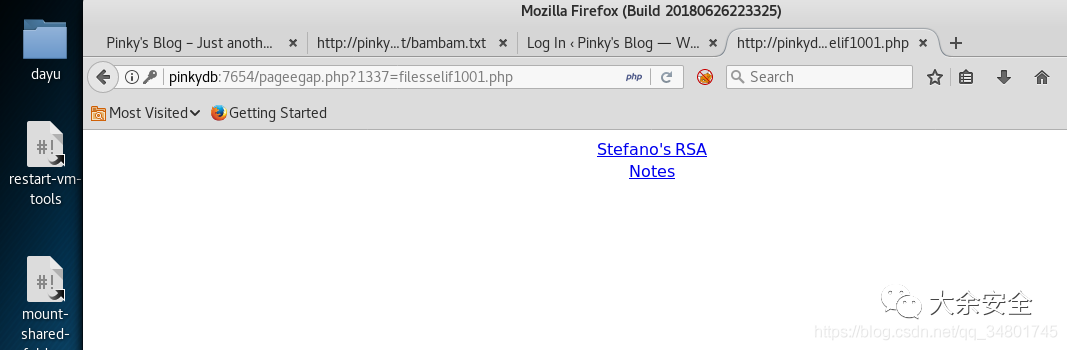 Mozilla Firefox (Build 20180626223325)
dayu
Pinky's Blog – Just anoth...
http://pinky...t/bambam.txt
Log In ‹ Pinky's Blog — W...
http://pinkyd...elif1001.php
pinkydb:7654/pageegap.php?1337=filesselif1001.php
php
Search
Most Visited
Getting Started
Stefano's RSA
Notes
#!
restart-vm-
tools
#!
mount-
shared-
大余安全
https://blog.csdn.net/qq_34801745